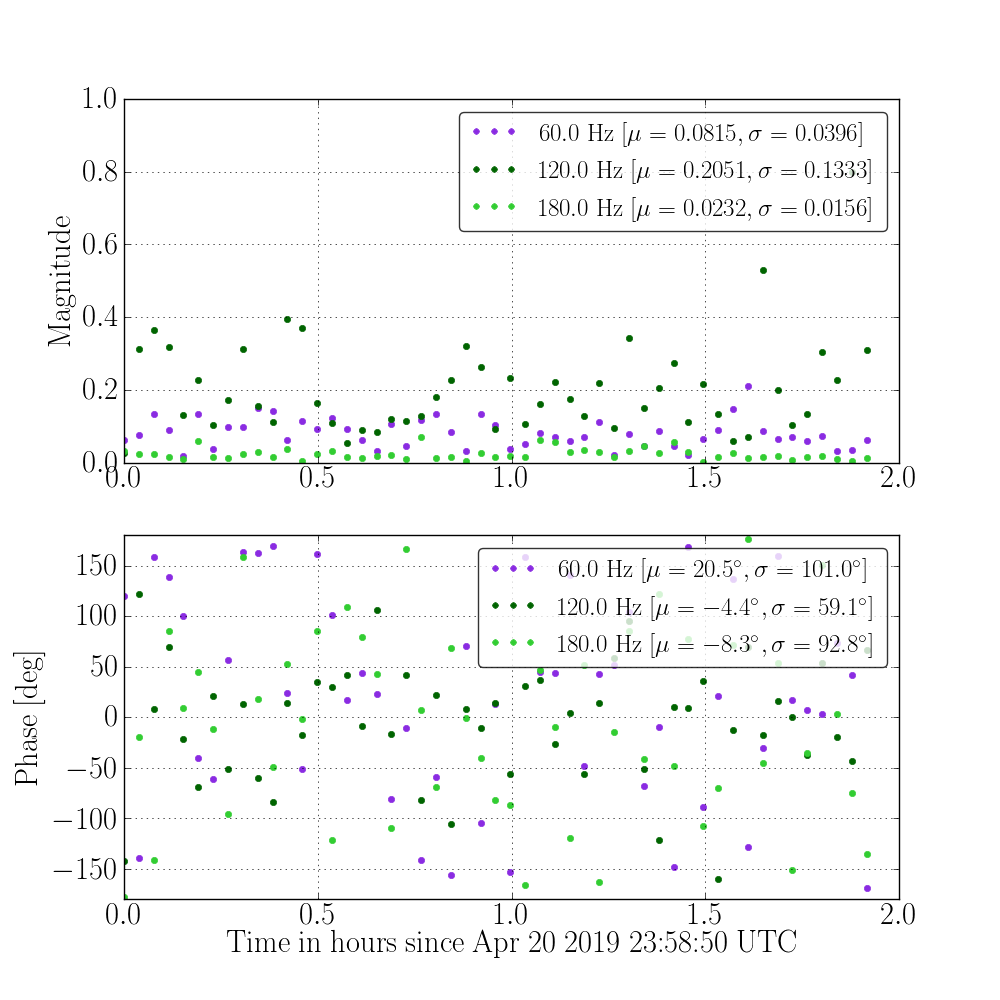 1.0
0.8
0.6
0.4
0.2
0.0
Magnitude
60.0 Hz [μ = 0.0815, σ = 0.0396]
120.0 Hz [μ = 0.2051, σ = 0.1333]
180.0 Hz [μ = 0.0232, σ = 0.0156]
0.0 0.5 1.0 1.5 2.0
150
100
50
0
−50
−100
−150
Phase [deg]
60.0 Hz [μ = 20.5°, σ = 101.0°]
120.0 Hz [μ = −4.4°, σ = 59.1°]
180.0 Hz [μ = −8.3°, σ = 92.8°]
0.0 0.5 1.0 1.5 2.0
Time in hours since Apr 20 2019 23:58:50 UTC